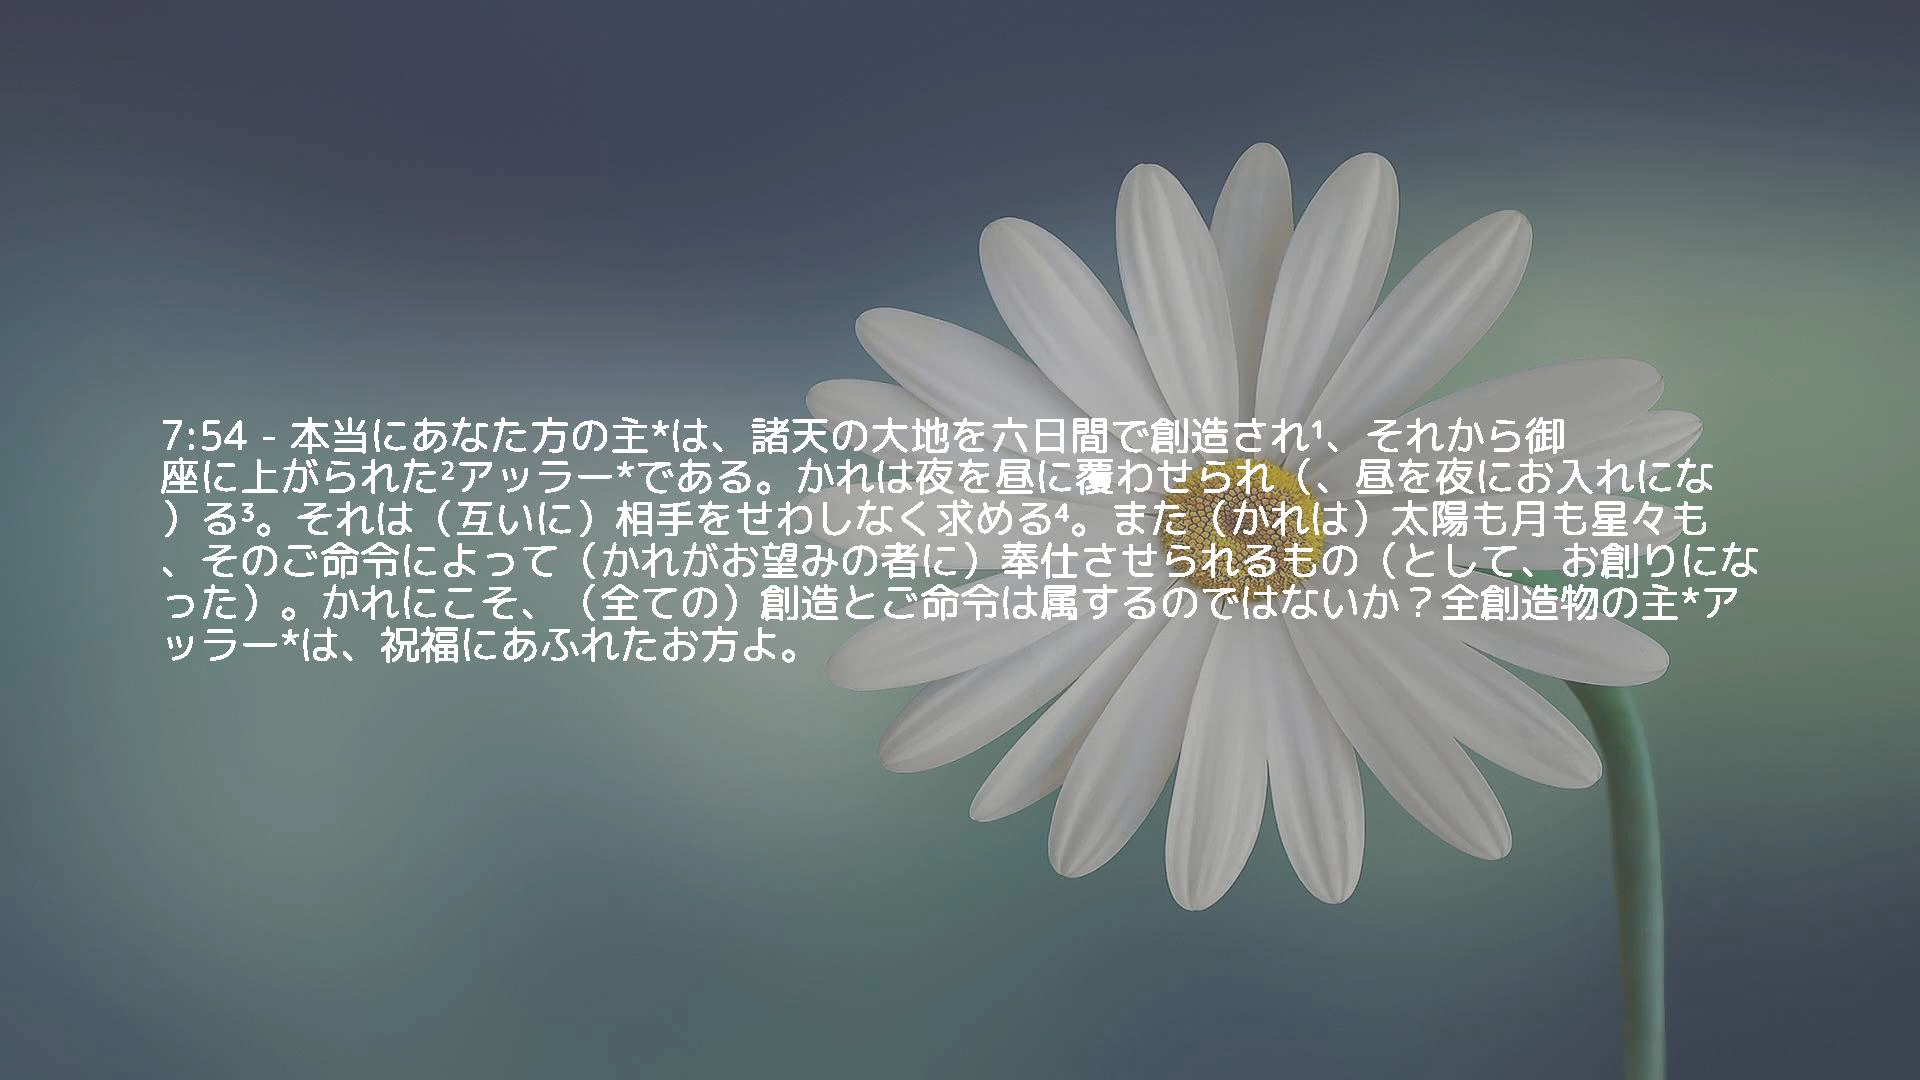 7:54 - 本当にあなた方の主*は、諸天の大地を六日間で創造され¹、それから御
座に上がられた²アッラー*である。かれは夜を昼に覆わせられ（、昼を夜にお入れにな
）る³。それは（互いに）相手をせわしなく求める⁴。また（かれは）太陽も月も星々も
、そのご命令によって（かれがお望みの者に）奉仕させられるもの（として、お創りにな
った）。かれにこそ、（全ての）創造とご命令は属するのではないか？全創造物の主*ア
ッラー*は、祝福にあふれたお方よ。